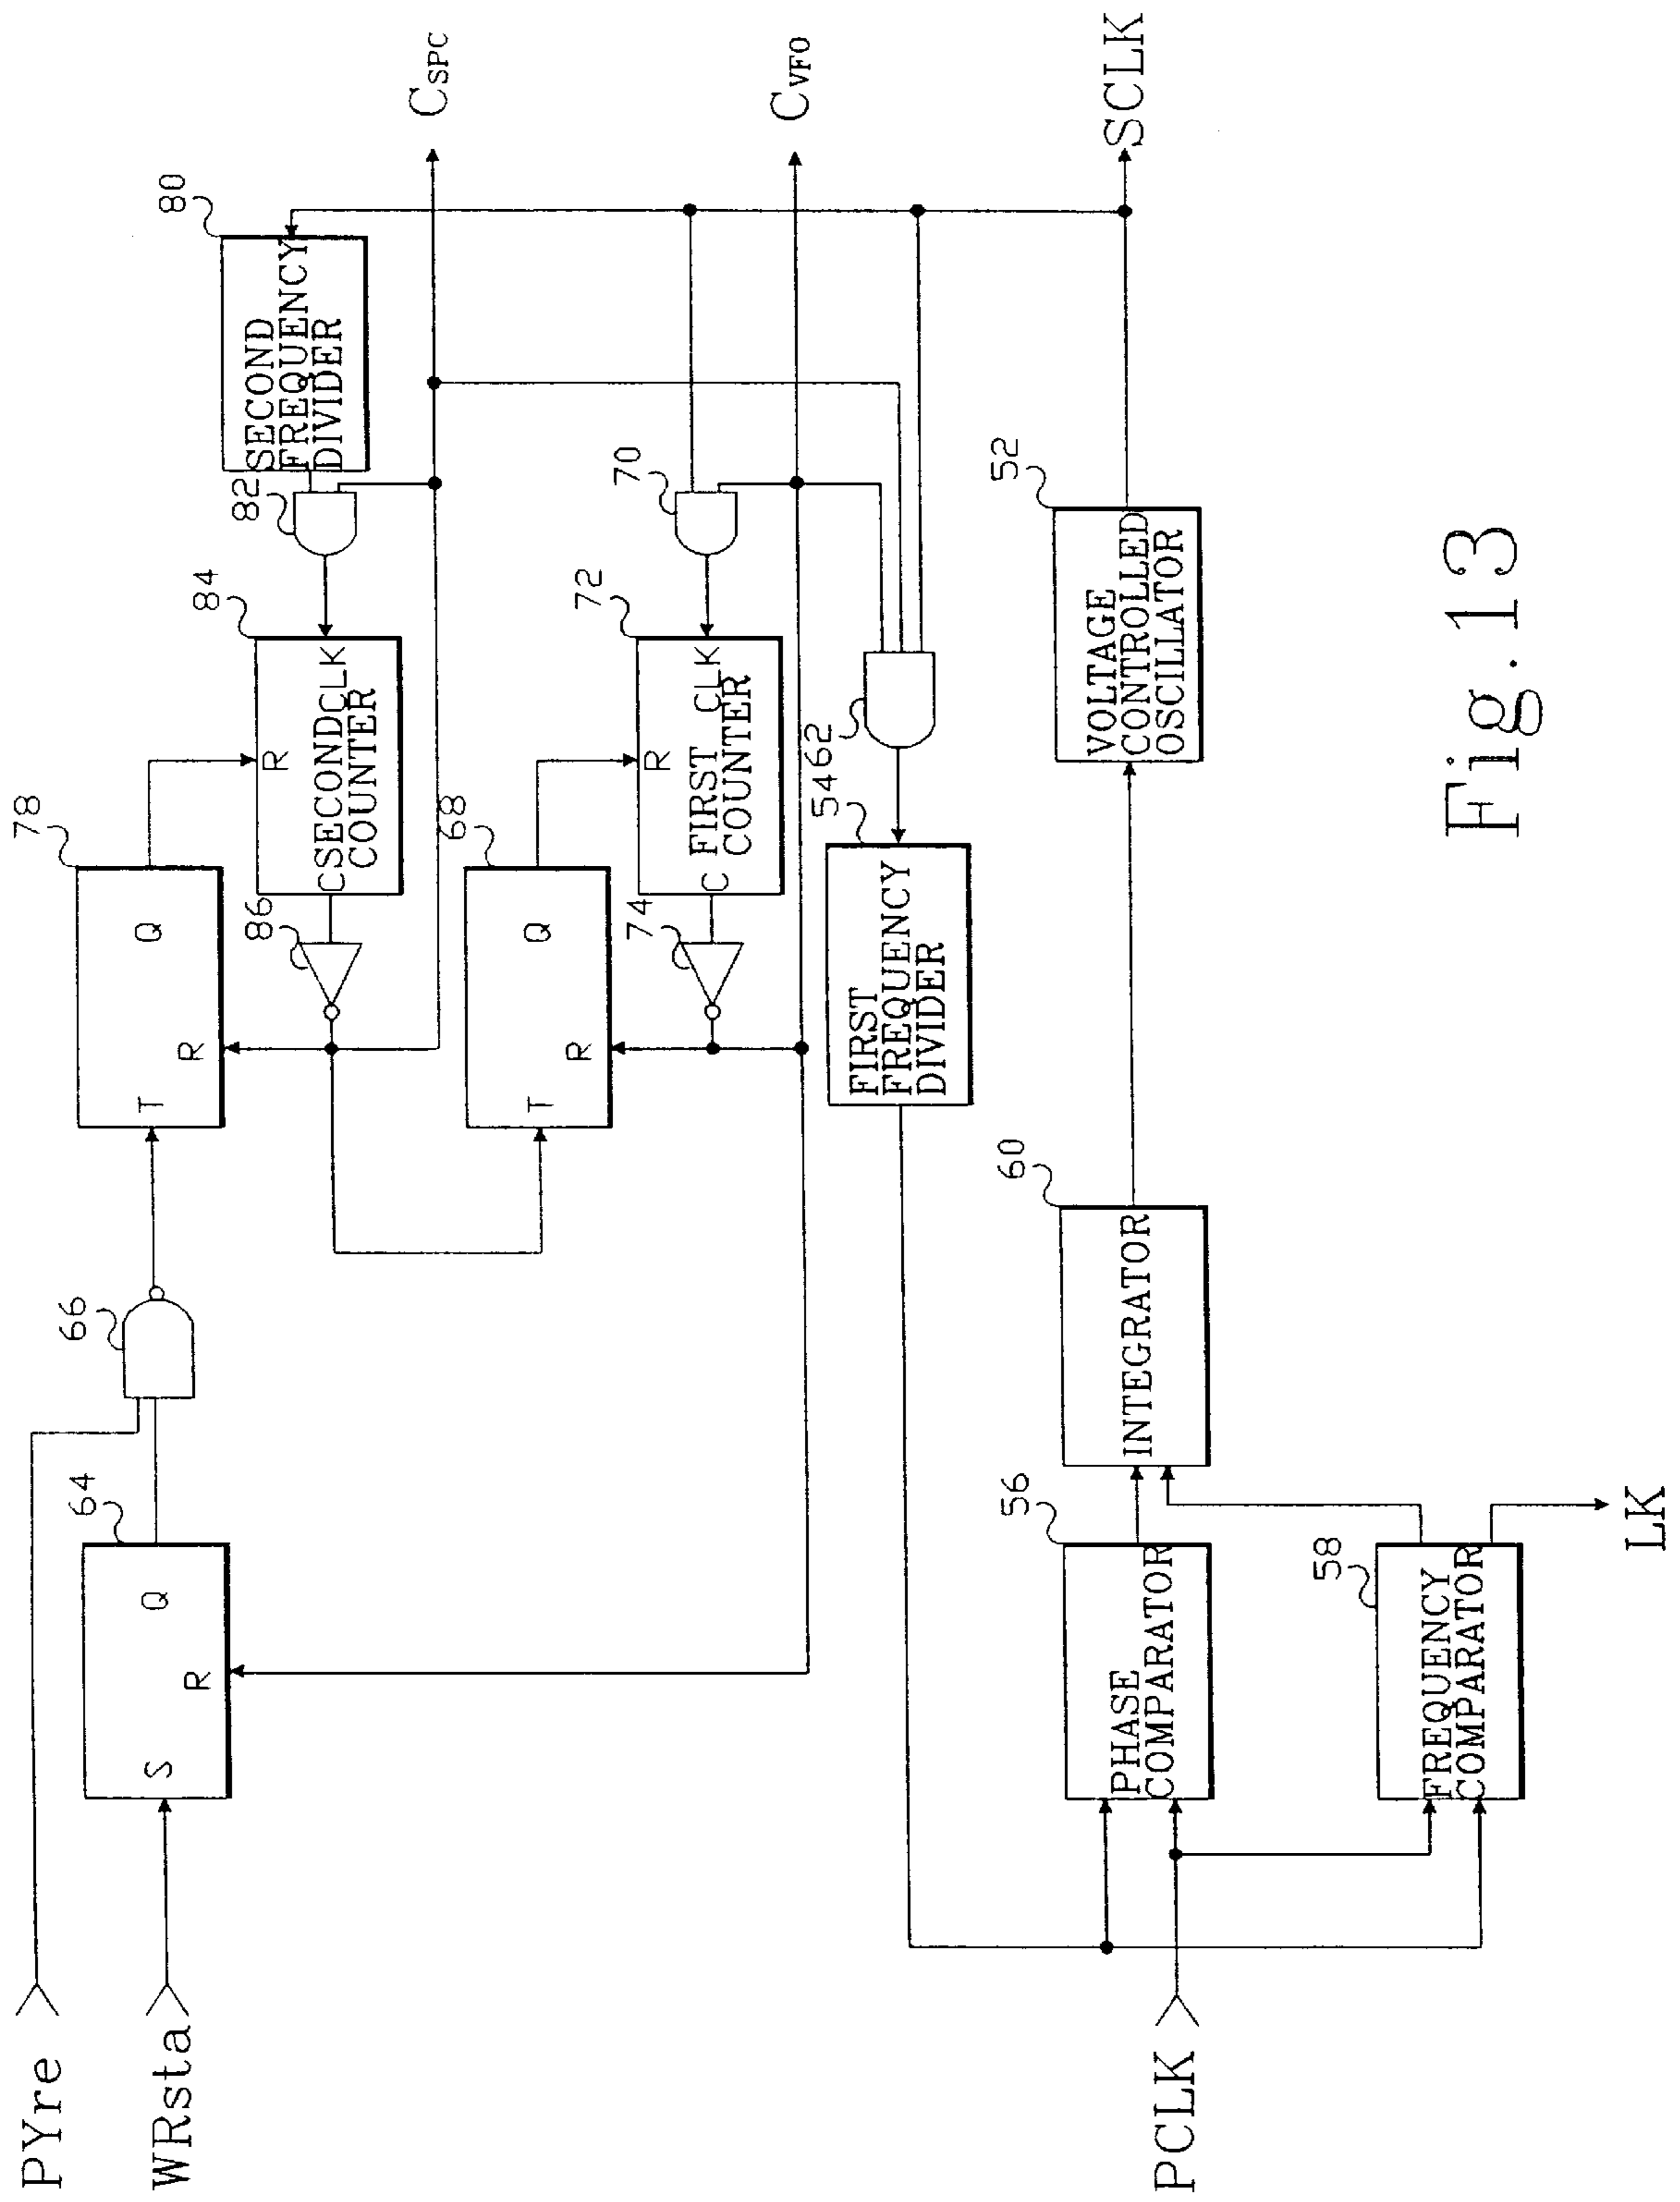 PYre
WRsta
64
S
Q
R
66
78
T
Q
R
80
SECOND
FREQUENCY
DIVIDER
82
84
R
C
SECOND
COUNTER
CLK
86
CSPC
68
T
Q
R
70
72
R
C
FIRST
COUNTER
CLK
74
CVFO
62
54
FIRST
FREQUENCY
DIVIDER
PCLK
56
PHASE
COMPARATOR
58
FREQUENCY
COMPARATOR
LK
60
INTEGRATOR
52
VOLTAGE
CONTROLLED
OSCILLATOR
SCLK
Fig.13